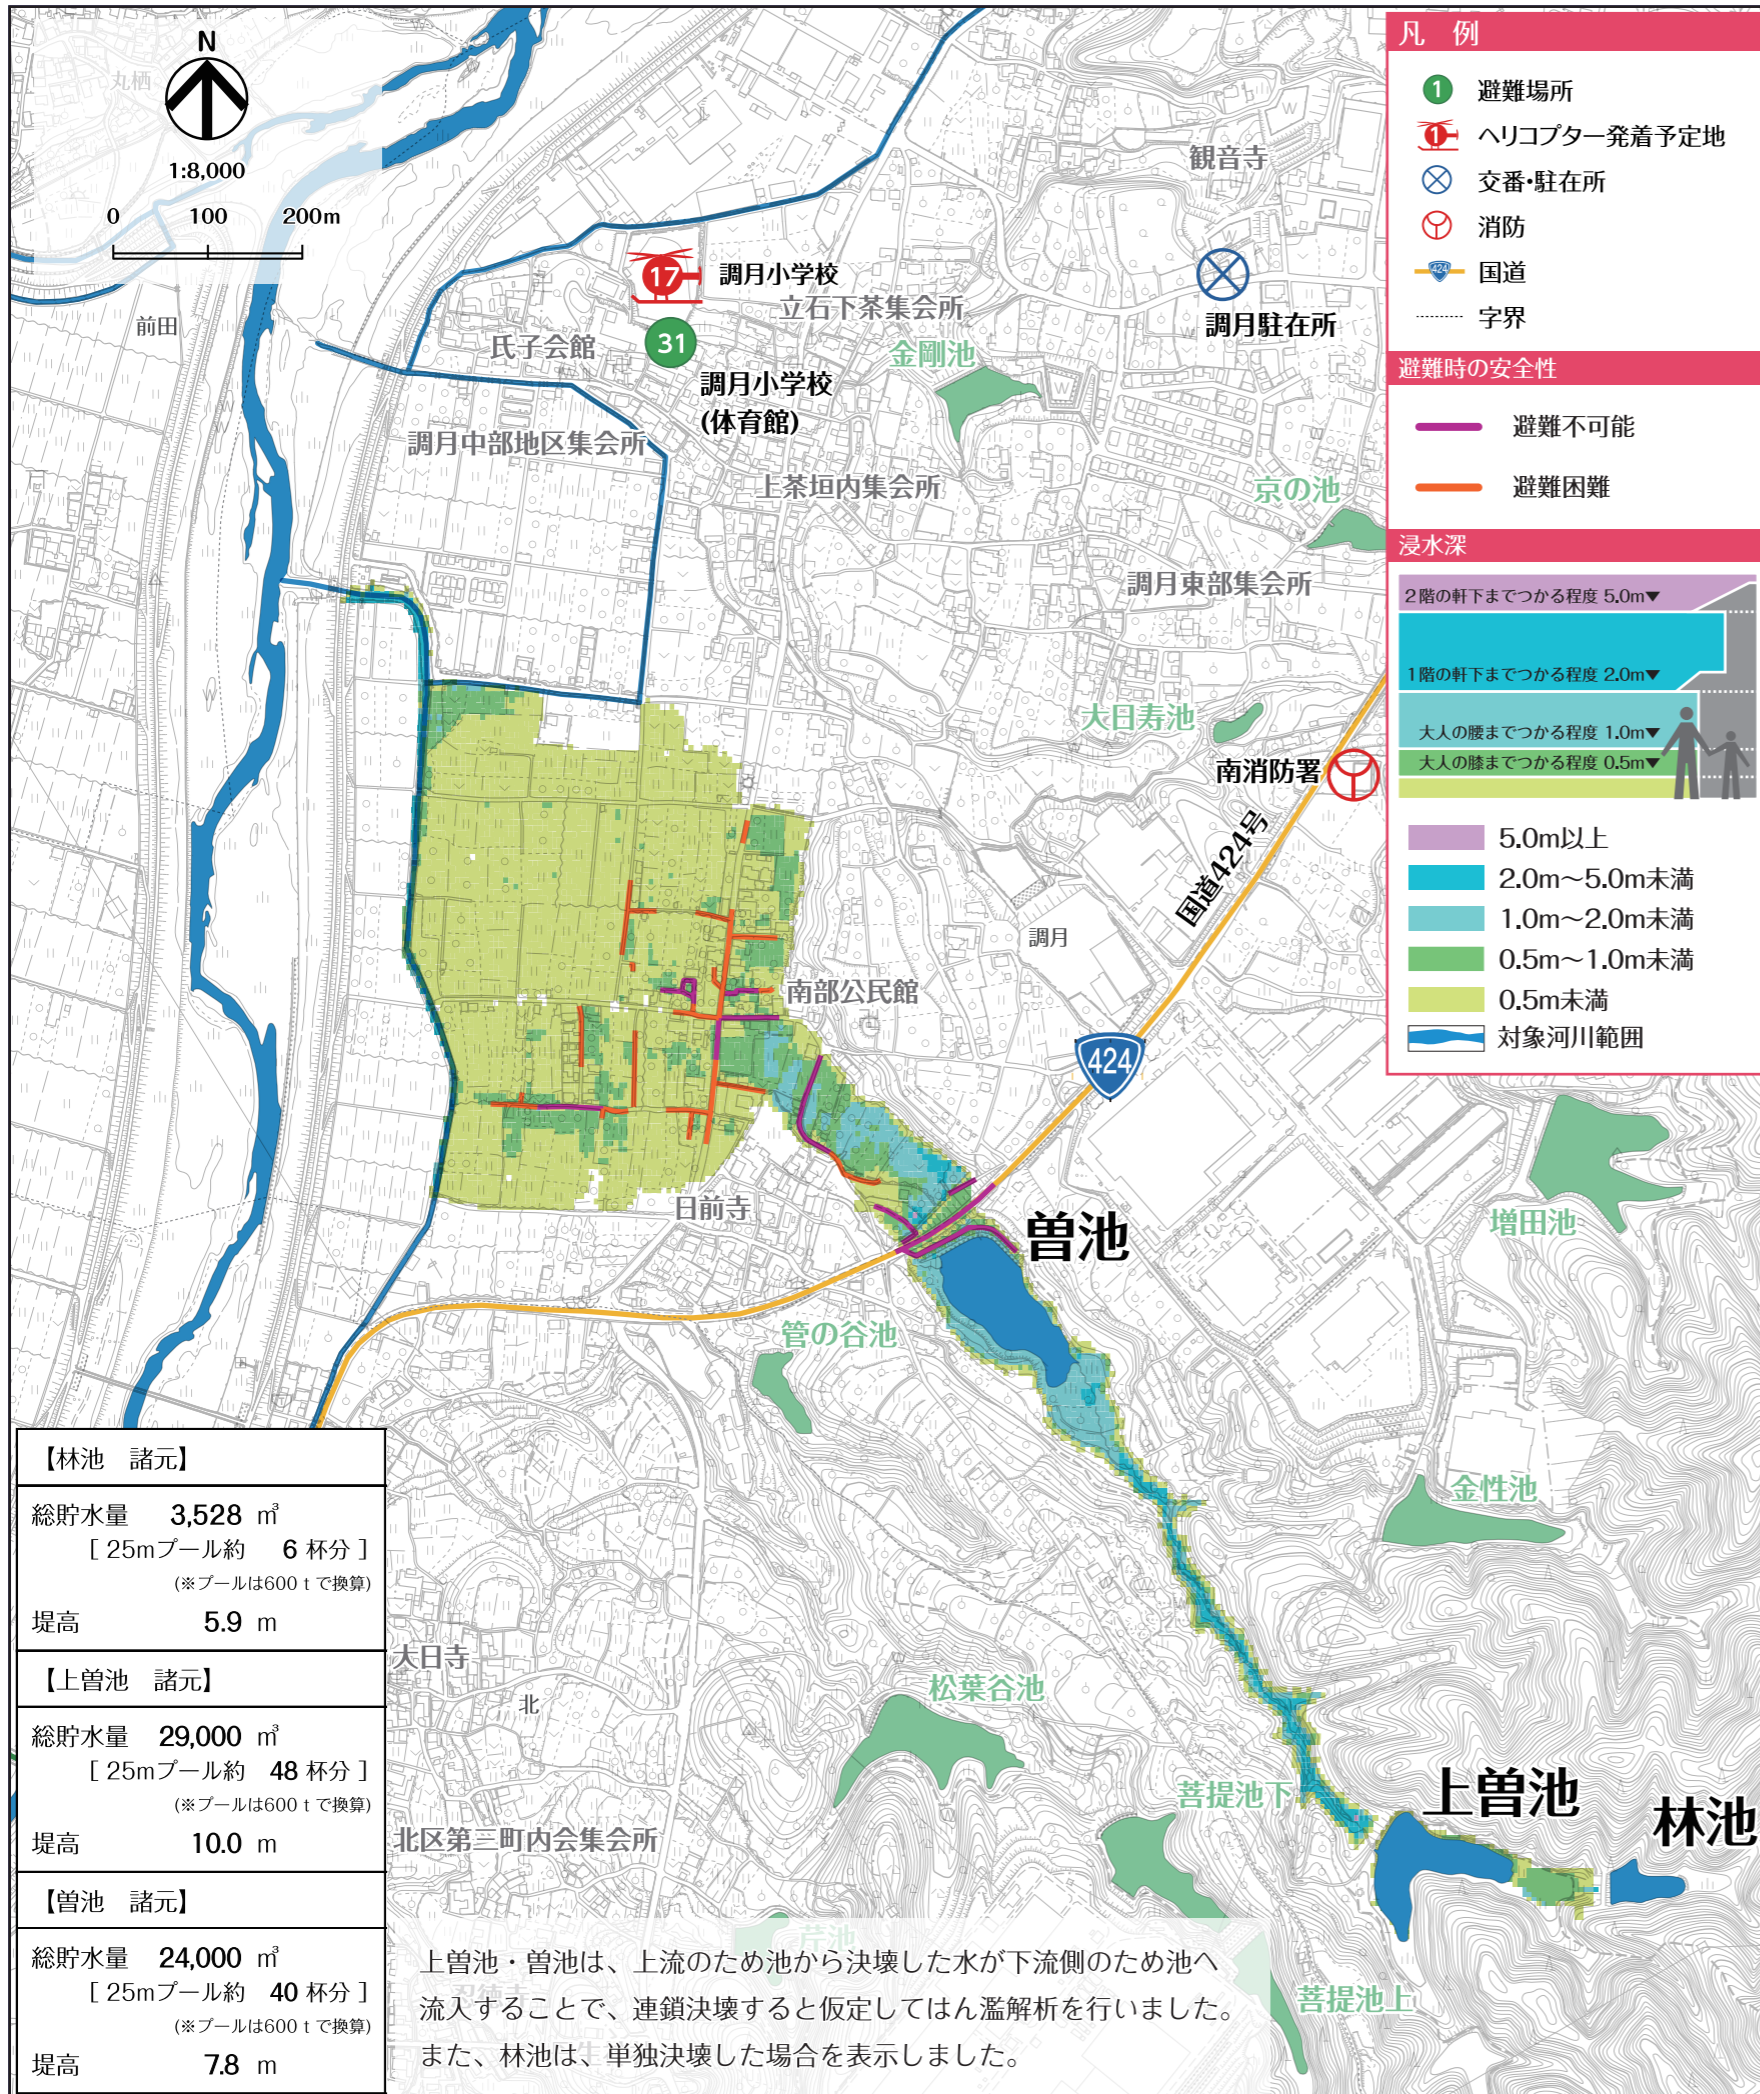 丸栖
N
1:8,000
0 100 200m
前田
17
調月小学校
立石下茶集会所
氏子会館
31
調月小学校
(体育館)
金剛池
観音寺
調月駐在所
調月中部地区集会所
上茶垣内集会所
京の池
調月東部集会所
大日寿池
南消防署
国道424号
調月
南部公民館
424
日前寺
曽池
増田池
管の谷池
金性池
大日寺
北
松葉谷池
菩提池下
上曽池
林池
北区第三町内会集会所
芹池
菩提池上
凡 例
1 避難場所
1 ヘリコプター発着予定地
交番・駐在所
消防
424 国道
字界
避難時の安全性
避難不可能
避難困難
浸水深
2階の軒下までつかる程度 5.0m▼
1階の軒下までつかる程度 2.0m▼
大人の腰までつかる程度 1.0m▼
大人の膝までつかる程度 0.5m▼
5.0m以上
2.0m～5.0m未満
1.0m～2.0m未満
0.5m～1.0m未満
0.5m未満
対象河川範囲
【林池 諸元】
総貯水量 3,528 ㎥
[ 25mプール約 6 杯分 ]
(※プールは600ｔで換算)
堤高 5.9 m
【上曽池 諸元】
総貯水量 29,000 ㎥
[ 25mプール約 48 杯分 ]
(※プールは600ｔで換算)
堤高 10.0 m
【曽池 諸元】
総貯水量 24,000 ㎥
[ 25mプール約 40 杯分 ]
(※プールは600ｔで換算)
堤高 7.8 m
上曽池・曽池は、上流のため池から決壊した水が下流側のため池へ
流入することで、連鎖決壊すると仮定してはん濫解析を行いました。
また、林池は、単独決壊した場合を表示しました。